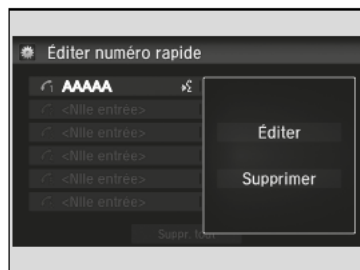 Éditer numéro rapide
AAAAA
<Nlle entrée>
<Nlle entrée>
<Nlle entrée>
<Nlle entrée>
<Nlle entrée>
Éditer
Supprimer
Suppr. tout